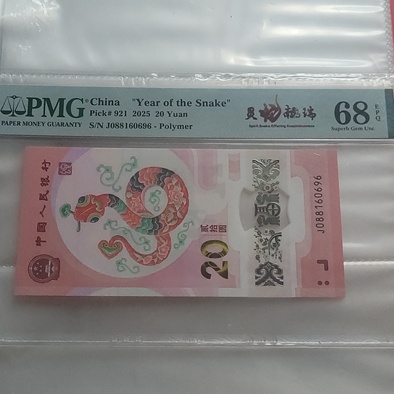 PMG
PAPER MONEY GUARANTY
China "Year of the Snake"
Pick# 921 2025 20 Yuan
S/N J088160696 - Polymer
68 EPQ
Superb Gem Unc
中国人民银行
贰拾圆
20
J088160696